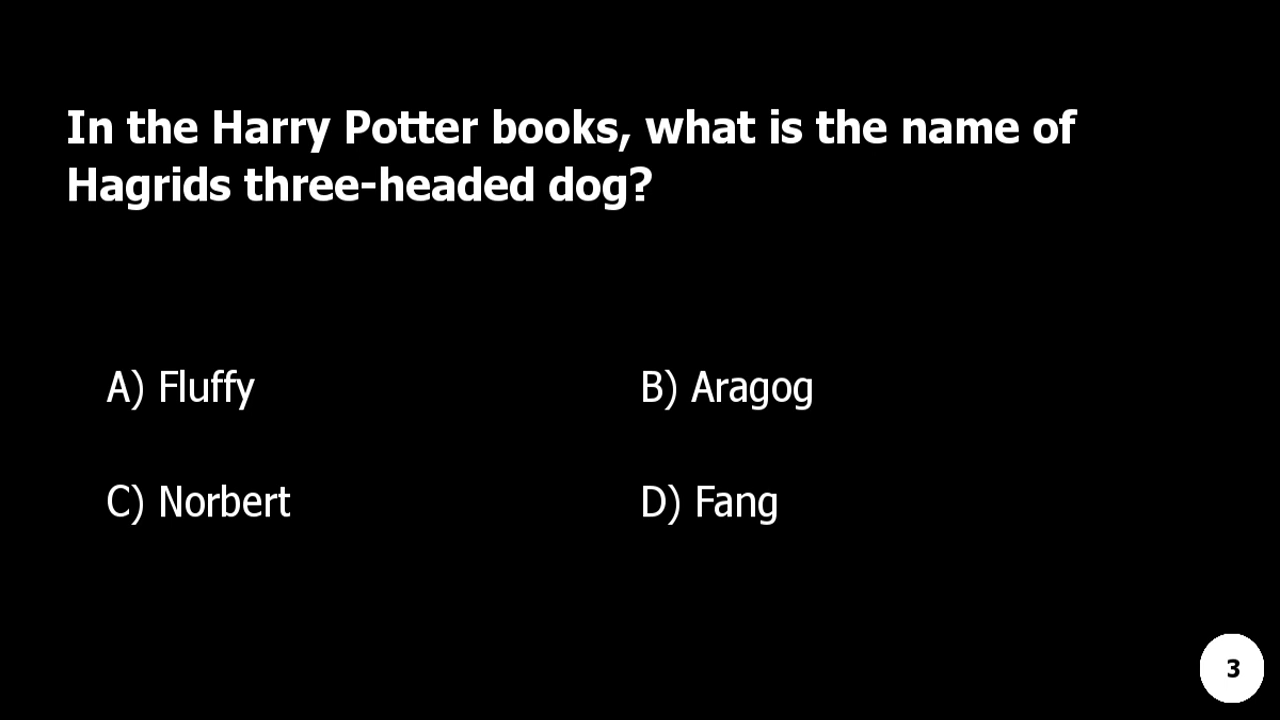 In the Harry Potter books, what is the name of
Hagrids three-headed dog?
A) Fluffy
B) Aragog
C) Norbert
D) Fang
3